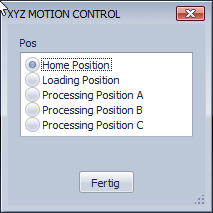 XYZ MOTION CONTROL
Pos
Home Position
Loading Position
Processing Position A
Processing Position B
Processing Position C
Fertig